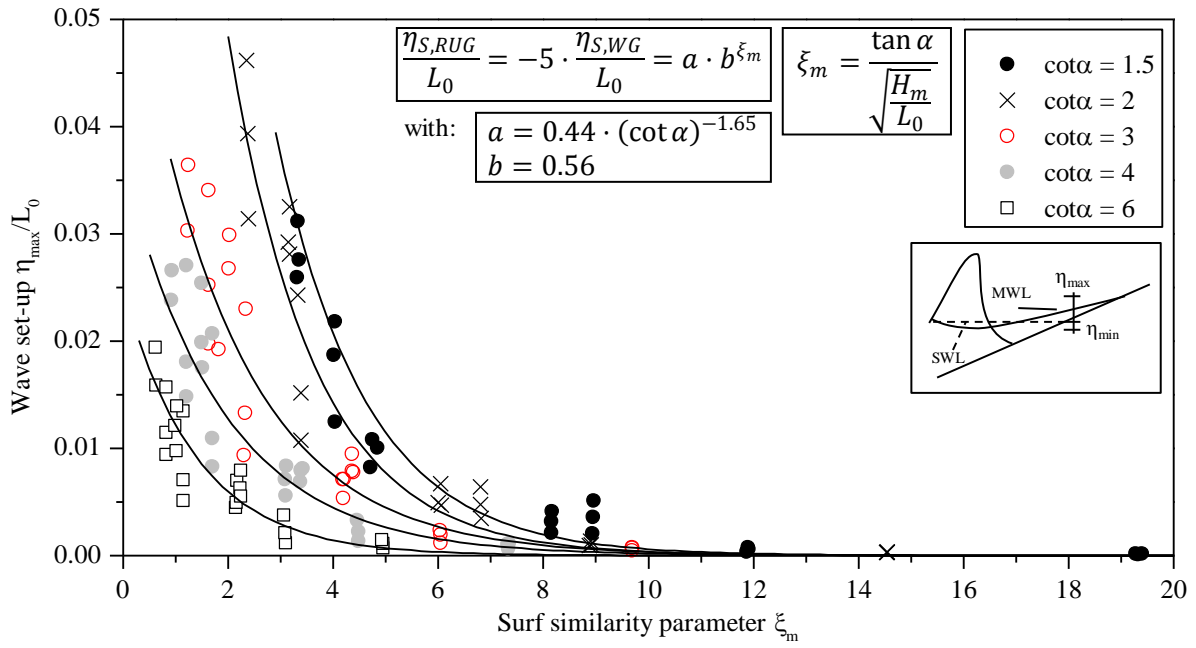 0.05
0.04
0.03
0.02
0.01
0.00
Wave set-up η_max/L_0
η_{S,RUG}/L_0 = −5 · η_{S,WG}/L_0 = a · b^{ξ_m}
with:
a = 0.44 · (cot α)^{−1.65}
b = 0.56
ξ_m = tan α / √(H_m/L_0)
cotα = 1.5
cotα = 2
cotα = 3
cotα = 4
cotα = 6
MWL
η_max
η_min
SWL
0 2 4 6 8 10 12 14 16 18 20
Surf similarity parameter ξ_m